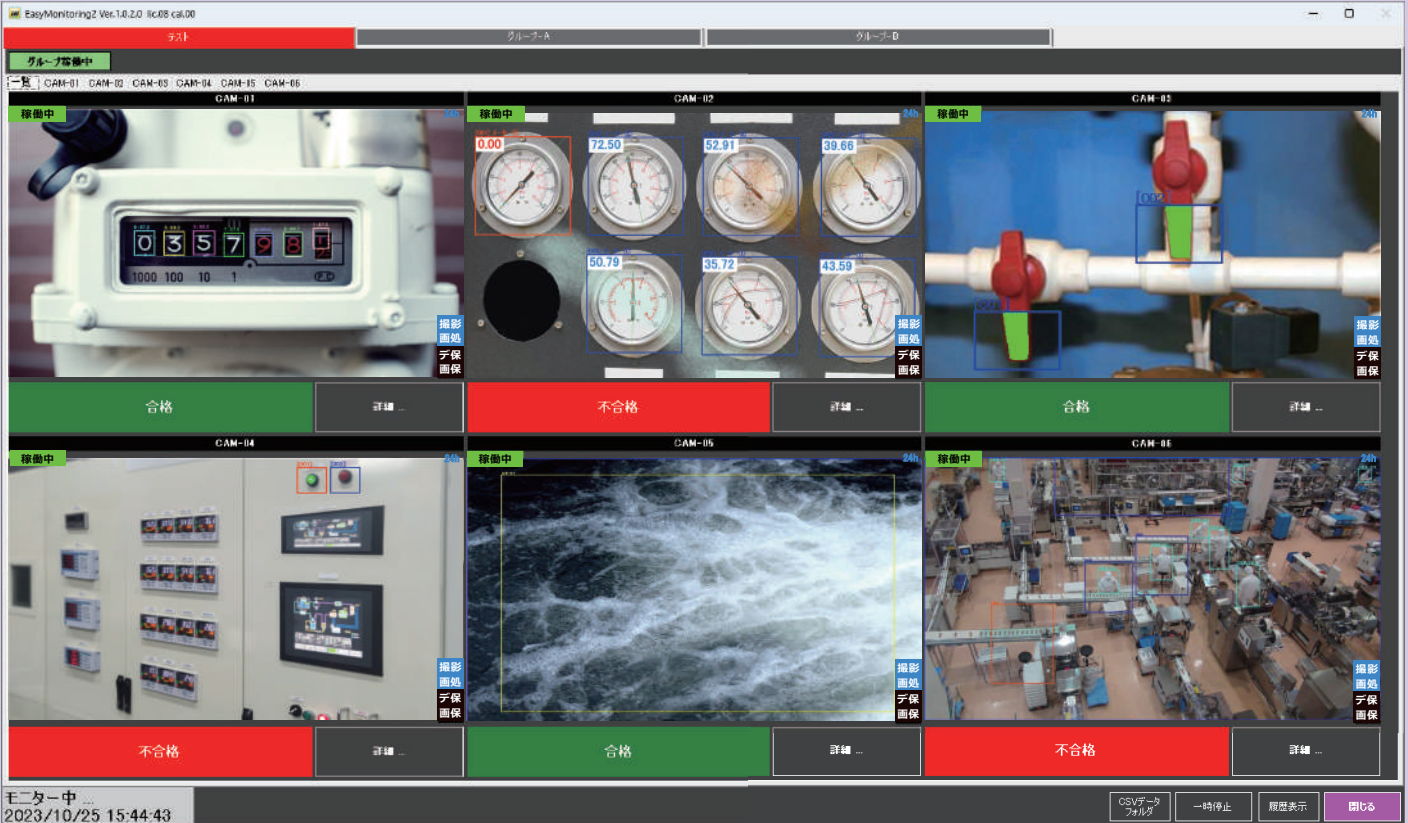 EasyMonitoring2 Ver.1.0.2.0 lic.08 cal.00
テスト
グループ-A
グループ-B
グループ稼働中
一覧 CAM-01 CAM-02 CAM-03 CAM-04 CAM-05 CAM-06
CAM-01
稼働中
24h
0 3 5 7 9 8
1000 100 10 1
撮影
画処
デ保
画保
合格
詳細 ...
CAM-02
稼働中
24h
0.00
72.50
52.91
39.66
50.79
35.72
43.59
撮影
画処
デ保
画保
不合格
詳細 ...
CAM-03
稼働中
24h
撮影
画処
デ保
画保
合格
詳細 ...
CAM-04
稼働中
24h
撮影
画処
デ保
画保
不合格
詳細 ...
CAM-05
稼働中
24h
撮影
画処
デ保
画保
合格
詳細 ...
CAM-06
稼働中
24h
撮影
画処
デ保
画保
不合格
詳細 ...
モニター中 ...
2023/10/25 15:44:43
CSVデータ
フォルダ
一時停止
履歴表示
閉じる